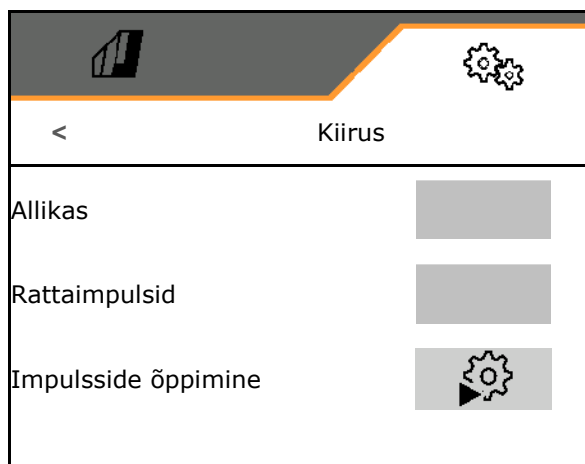 < Kiirus
Allikas
Rattaimpulsid
Impulsside õppimine